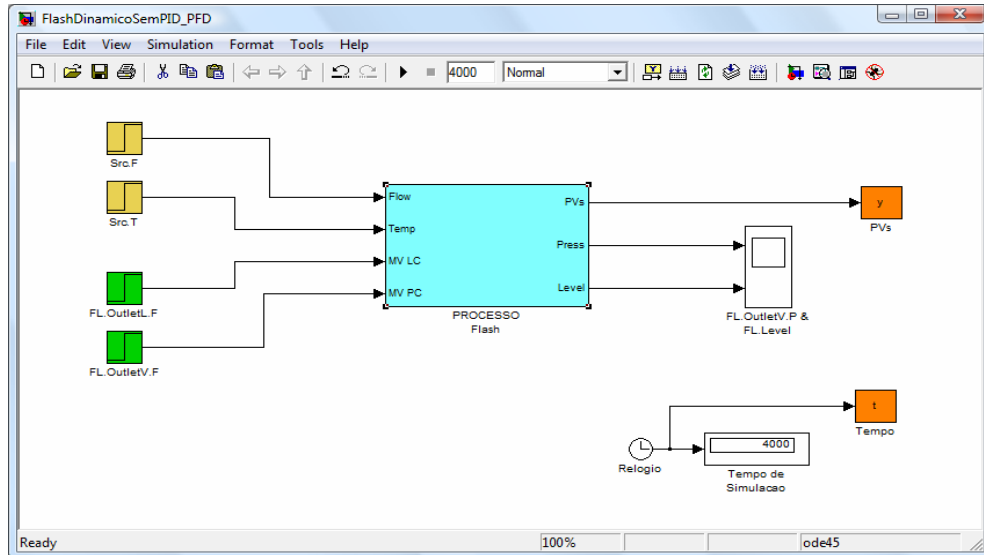 FlashDinamicoSemPID_PFD
File Edit View Simulation Format Tools Help
4000 Normal
Src.F
Src.T
FL.OutletL.F
FL.OutletV.F
Flow
Temp
MV LC
MV PC
PVs
Press
Level
PROCESSO
Flash
y
PVs
FL.OutletV.P &
FL.Level
t
Tempo
Relogio
4000
Tempo de
Simulacao
Ready 100% ode45